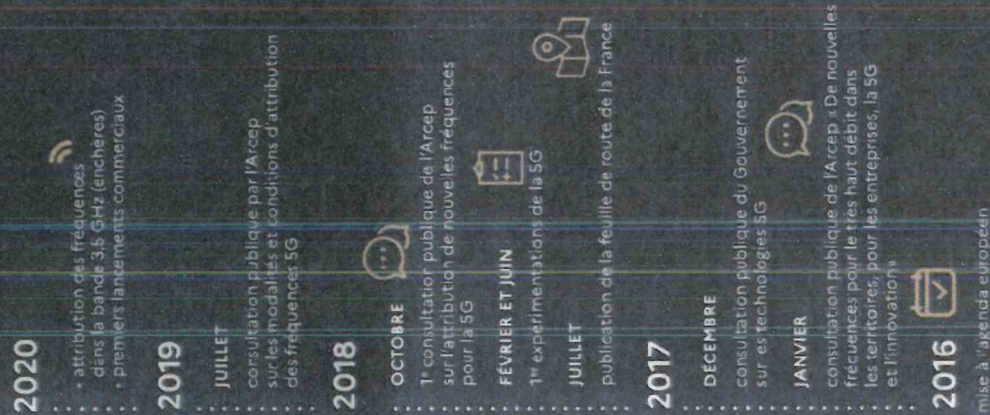 2020
• attribution des fréquences
dans la bande 3,5 GHz (enchères)
• premiers lancements commerciaux
2019
JUILLET
consultation publique par l'Arcep
sur les modalités et conditions d'attribution
des fréquences 5G
2018
OCTOBRE
1e consultation publique de l'Arcep
sur l'attribution de nouvelles fréquences
pour la 5G
FÉVRIER ET JUIN
1res expérimentations de la 5G
JUILLET
publication de la feuille de route de la France
2017
DÉCEMBRE
consultation publique du Gouvernement
sur les technologies 5G
JANVIER
consultation publique de l'Arcep « De nouvelles
fréquences pour le très haut débit dans
les territoires, pour les entreprises, la 5G
et l'innovation»
2016
mise à l'agenda européen